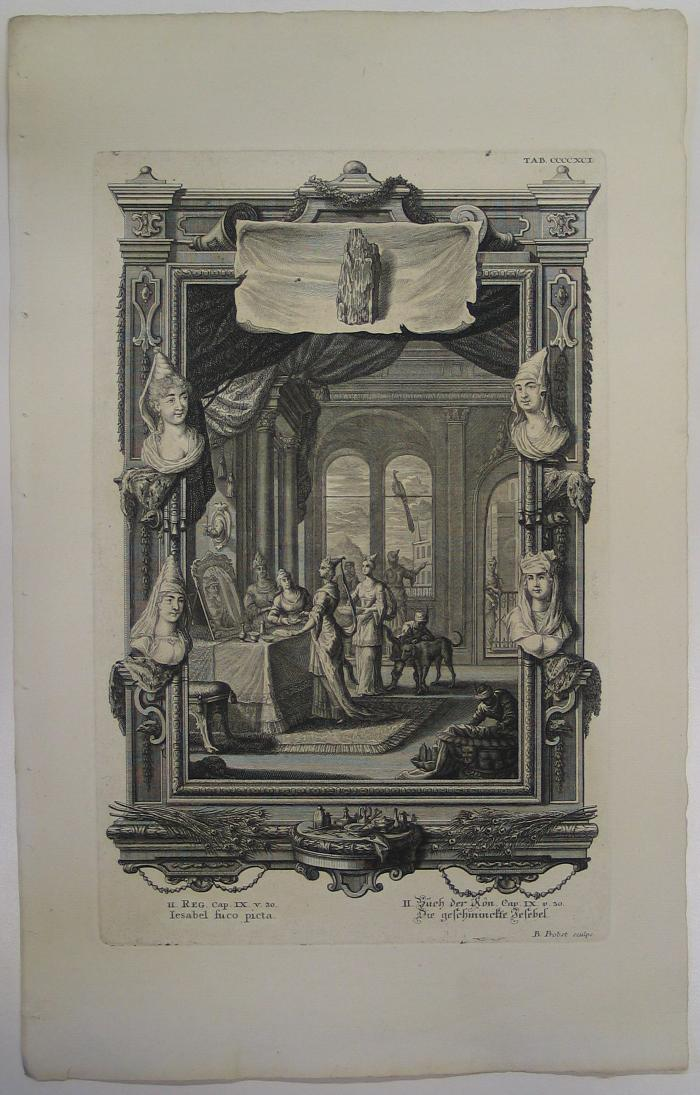 TAB. CCCCXCI.
II. REG. Cap. IX. v. 30.
Iesabel fuco picta.
II. Buch der Kön. Cap. IX. v. 30.
Die geschminckte Jesebel.
B. Probst sculps.